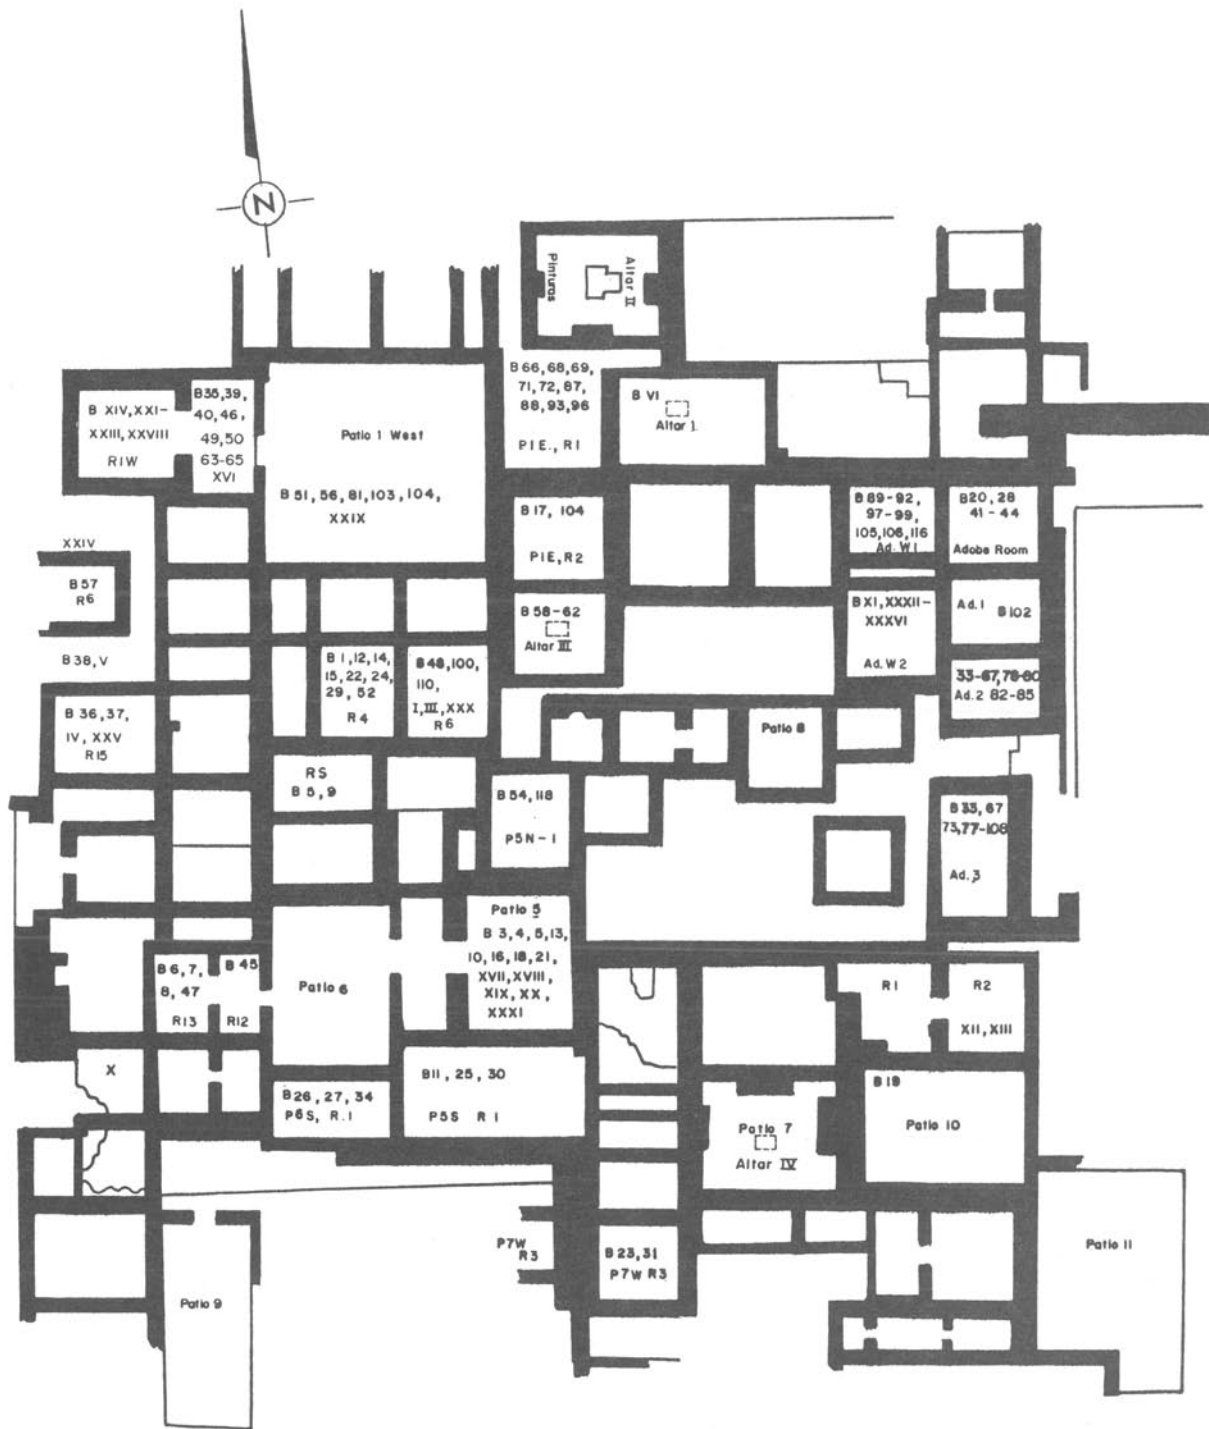 N
Pinturas
Altar II
B 66, 68, 69,
71, 72, 87,
88, 93, 96
P1E., R1
B VI
Altar 1.
B XIV, XXI-
XXIII, XXVIII
R1W
B35, 39,
40, 46,
49, 50
63-65
XVI
Patio 1 West
B 51, 56, 81, 103, 104,
XXIX
B 17, 104
P1E, R2
B 89-92,
97-99,
105, 106, 116
Ad. W1
B20, 28
41-44
Adobe Room
XXIV
B 57
R6
B 58-62
Altar III
B XI, XXXII-
XXXVI
Ad. W2
Ad. 1
B 102
B 38, V
B 1, 12, 14,
15, 22, 24,
29, 52
R 4
B 48, 100,
110,
I, III, XXX
R6
33-67, 78-80
Ad. 2 82-85
B 36, 37,
IV, XXV
R15
Patio 8
RS
B 5, 9
B 54, 118
P5N-1
B 33, 67
73, 77-108
Ad. 3
Patio 5
B 3, 4, 5, 13,
10, 16, 18, 21,
XVII, XVIII,
XIX, XX,
XXXI
B 6, 7,
8, 47
R13
B 45
R12
Patio 6
R1
R2
XII, XIII
X
B26, 27, 34
P6S, R.1
B11, 25, 30
P5S R1
Patio 7
Altar IV
B 19
Patio 10
P7W
R3
B 23, 31
P7W R3
Patio 11
Patio 9